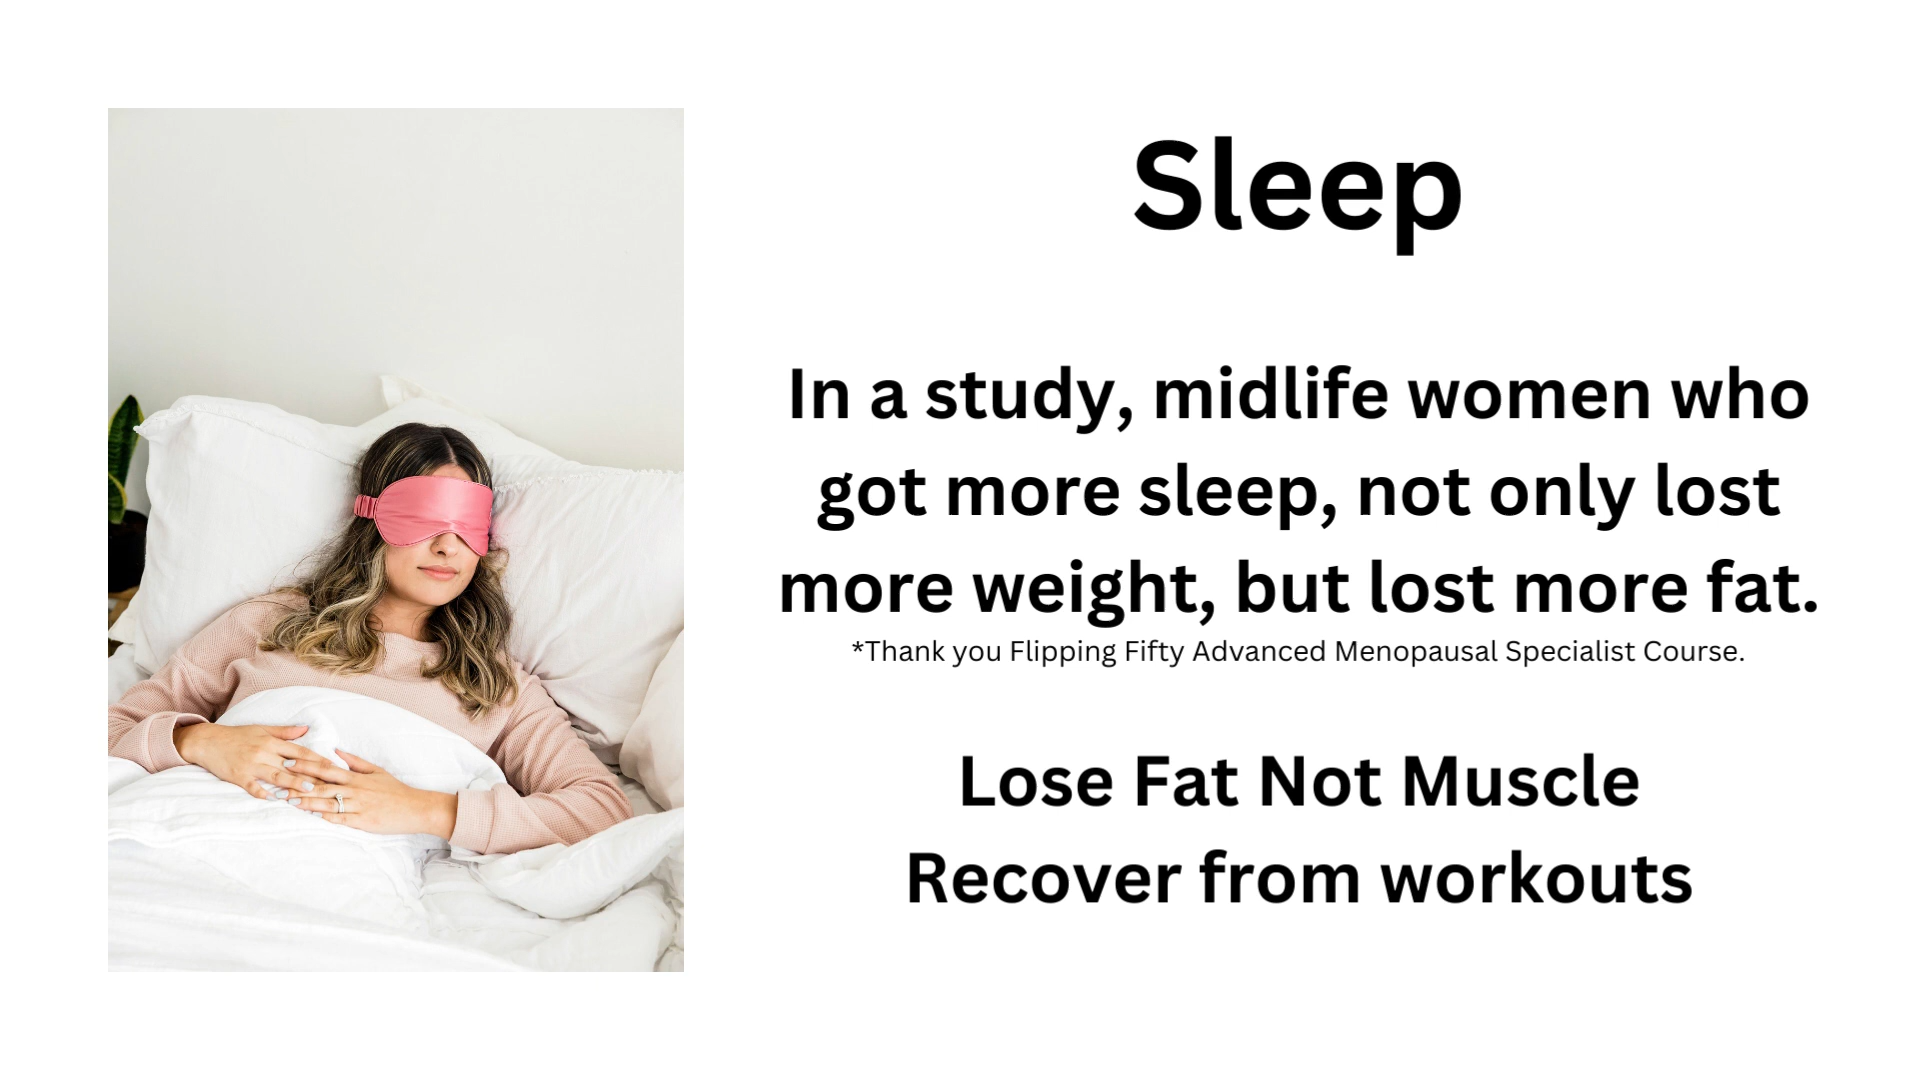 Sleep
In a study, midlife women who
got more sleep, not only lost
more weight, but lost more fat.
*Thank you Flipping Fifty Advanced Menopausal Specialist Course.
Lose Fat Not Muscle
Recover from workouts